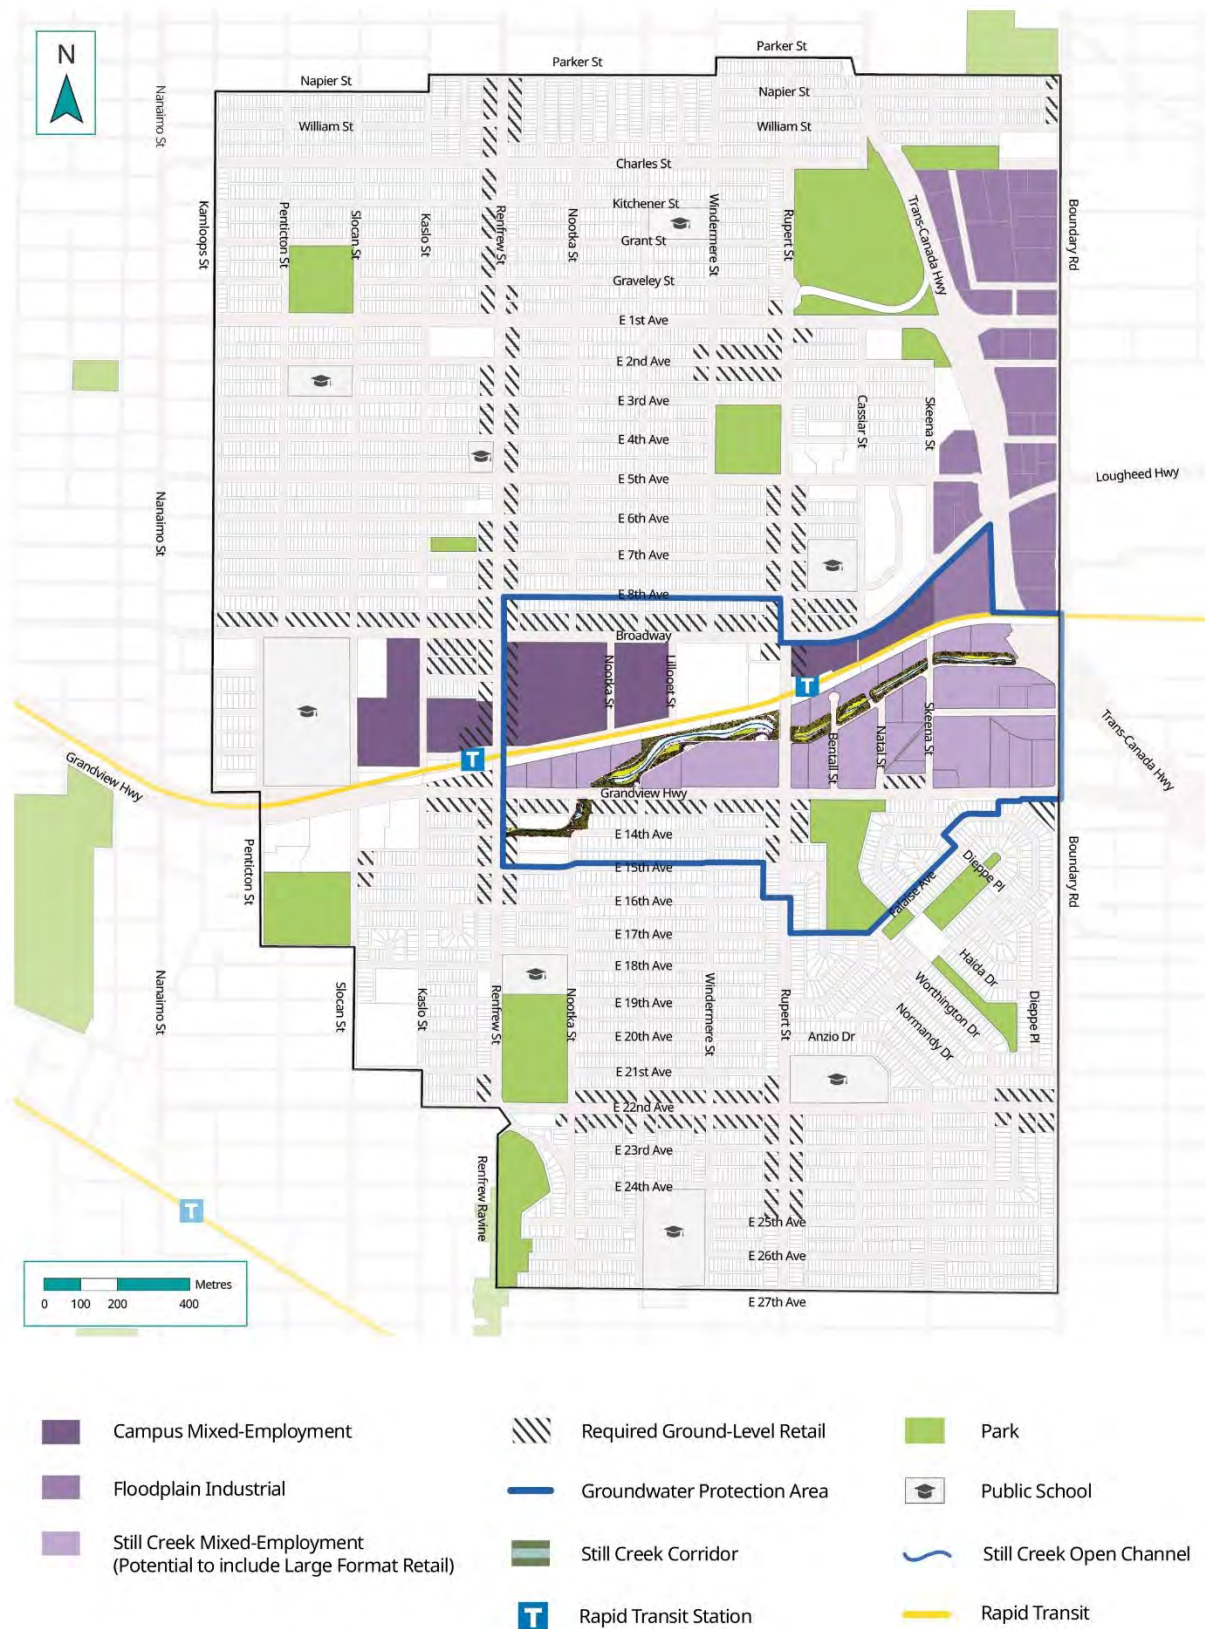 N
Parker St
Parker St
Napier St
Napier St
William St
William St
Nanaimo St
Charles St
Kamloops St
Penticton St
Slocan St
Kaslo St
Renfrew St
Nootka St
Kitchener St
Windermere St
Rupert St
Trans-Canada Hwy
Boundary Rd
Grant St
Graveley St
E 1st Ave
E 2nd Ave
E 3rd Ave
Cassiar St
Skeena St
E 4th Ave
E 5th Ave
Lougheed Hwy
Nanaimo St
E 6th Ave
E 7th Ave
E 8th Ave
Broadway
Nootka St
Lillooet St
T
Skeena St
Bentall St
Natal St
T
Grandview Hwy
Trans-Canada Hwy
Grandview Hwy
E 14th Ave
Penticton St
E 15th Ave
Dieppe Pl
Boundary Rd
Falaise Ave
E 16th Ave
E 17th Ave
E 18th Ave
Nanaimo St
Slocan St
Kaslo St
Renfrew St
Nootka St
Windermere St
Rupert St
Haida Dr
Worthington Dr
Dieppe Pl
Normandy Dr
E 19th Ave
E 20th Ave
Anzio Dr
E 21st Ave
E 22nd Ave
E 23rd Ave
Renfrew Ravine
E 24th Ave
T
E 25th Ave
E 26th Ave
Metres
0 100 200 400
E 27th Ave
Campus Mixed-Employment
Required Ground-Level Retail
Park
Floodplain Industrial
Groundwater Protection Area
Public School
Still Creek Mixed-Employment
(Potential to include Large Format Retail)
Still Creek Corridor
Still Creek Open Channel
T
Rapid Transit Station
Rapid Transit